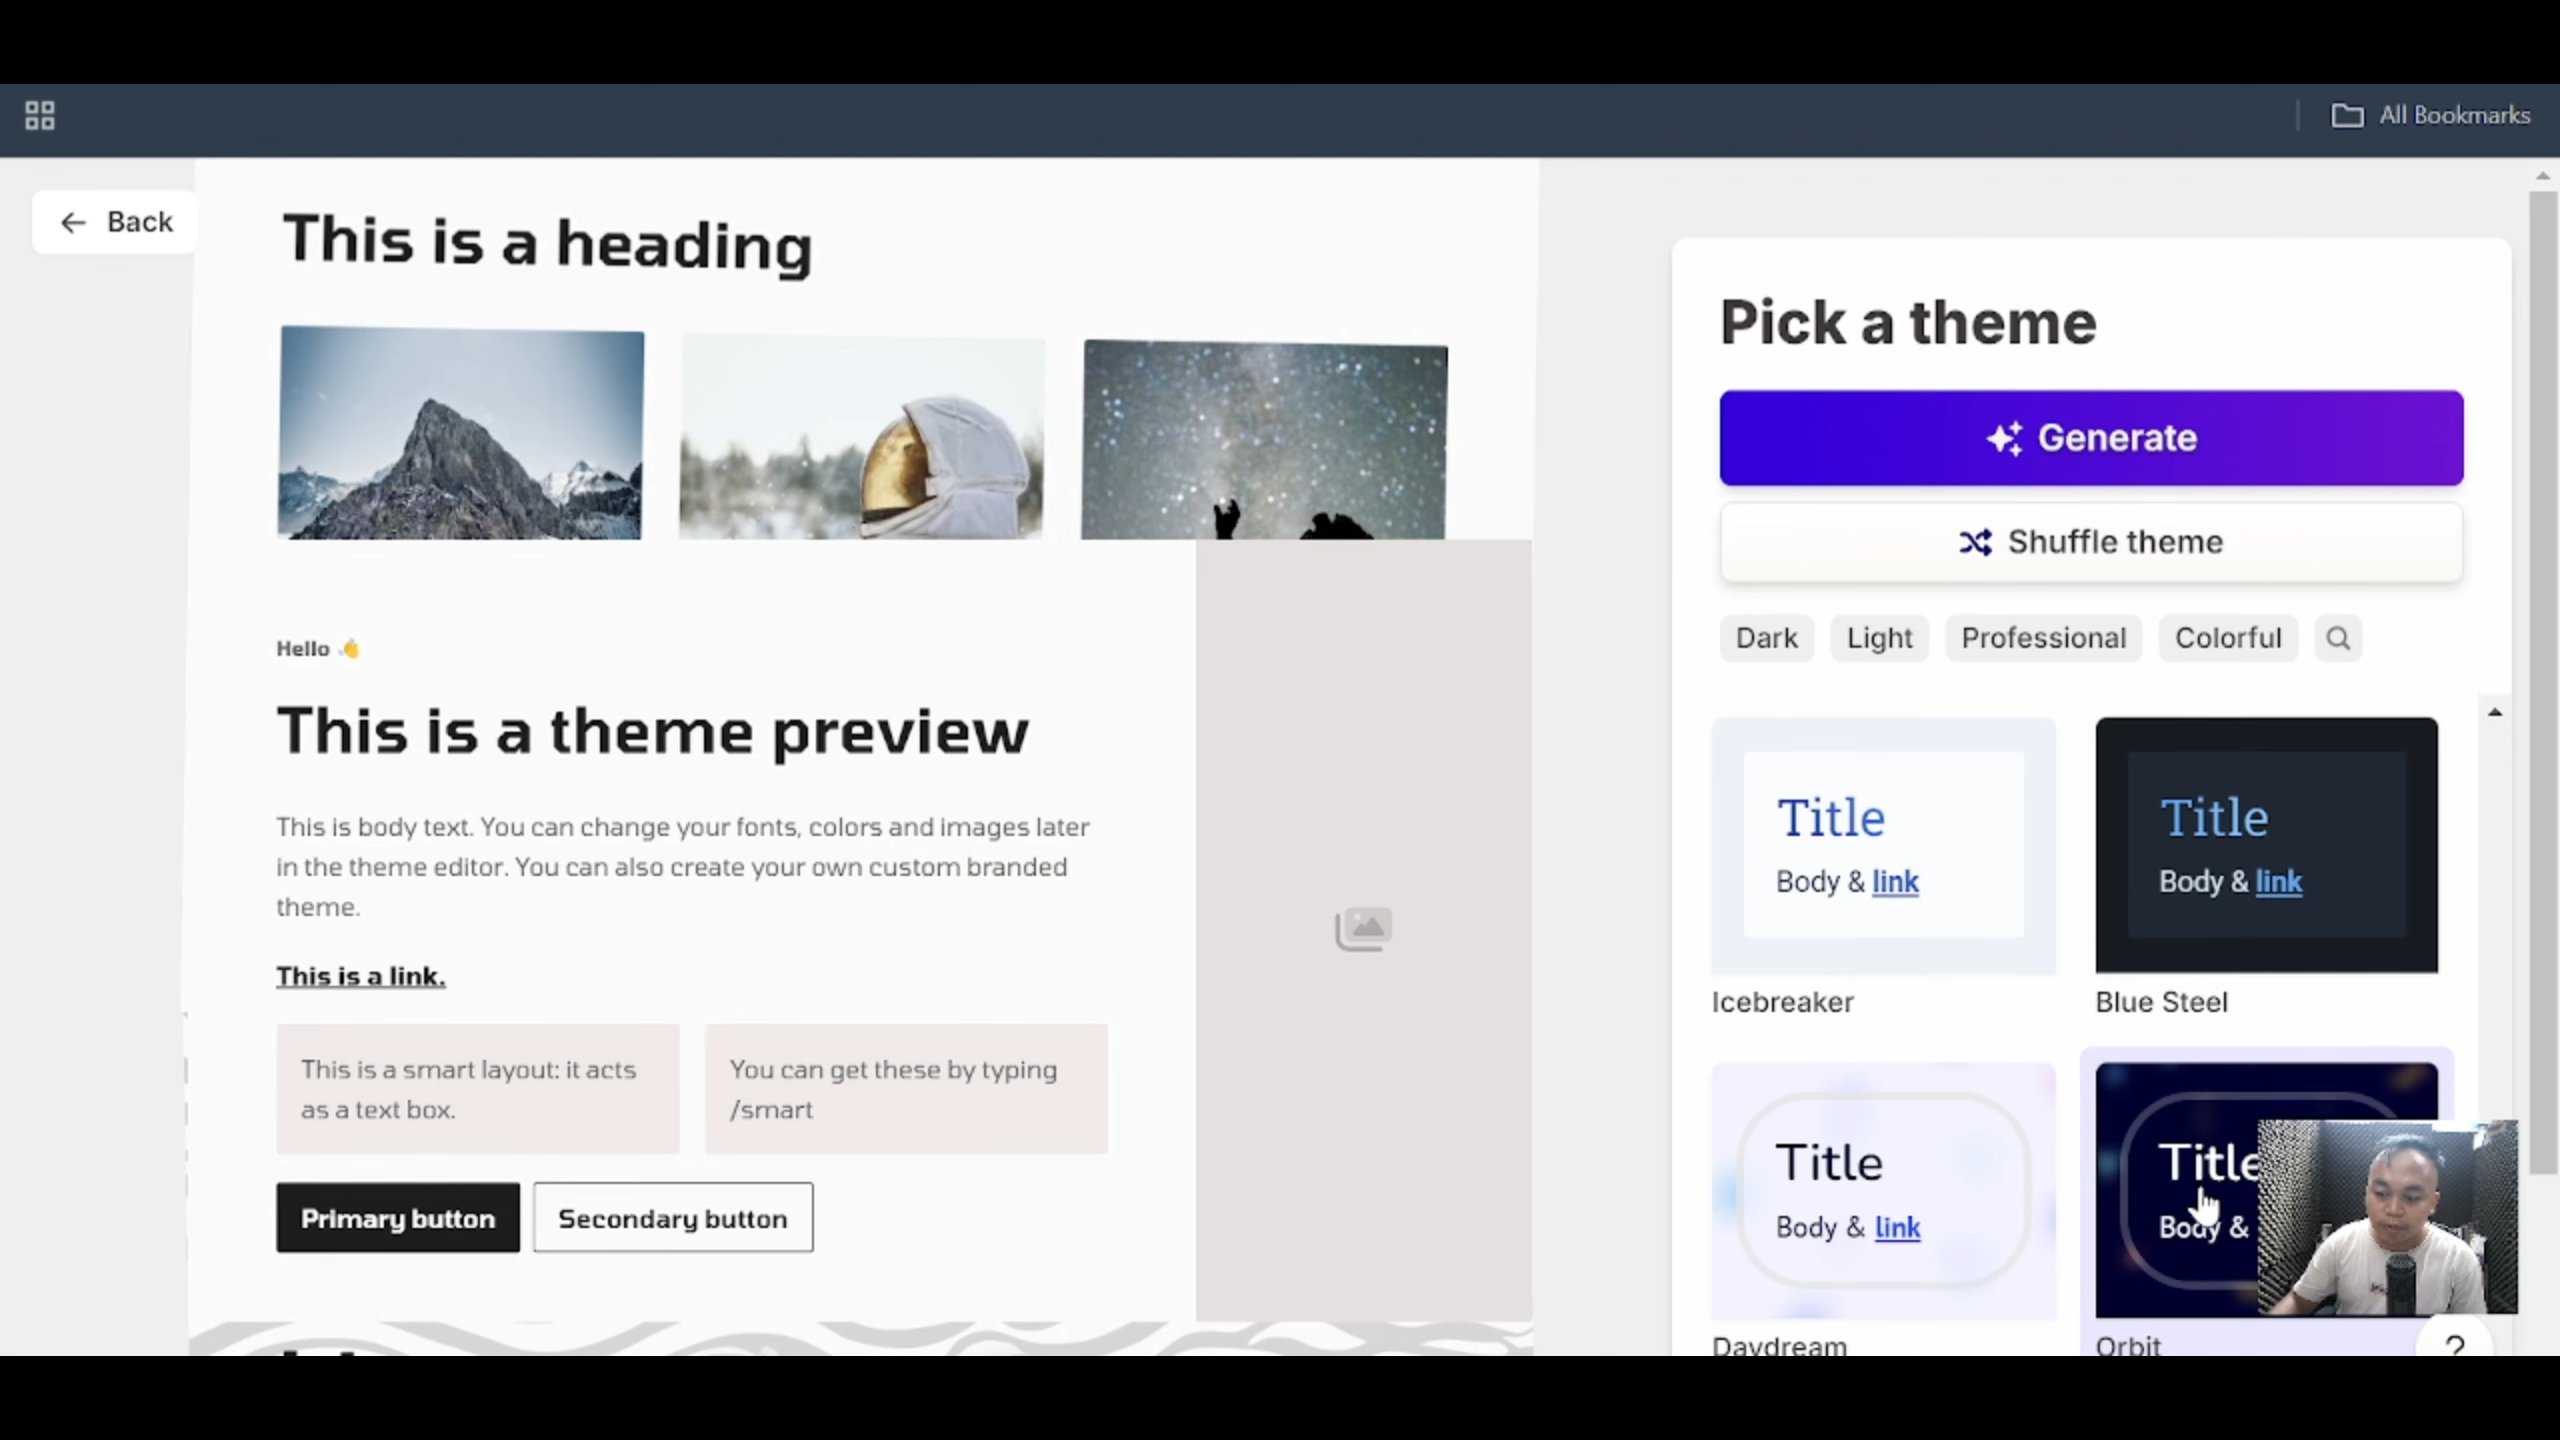 All Bookmarks
Back
This is a heading
Hello
This is a theme preview
This is body text. You can change your fonts, colors and images later
in the theme editor. You can also create your own custom branded
theme.
This is a link.
This is a smart layout: it acts
as a text box.
You can get these by typing
/smart
Primary button
Secondary button
Pick a theme
Generate
Shuffle theme
Dark
Light
Professional
Colorful
Title
Body & link
Icebreaker
Title
Body & link
Blue Steel
Title
Body & link
Daydream
Title
Body &
Orbit
?